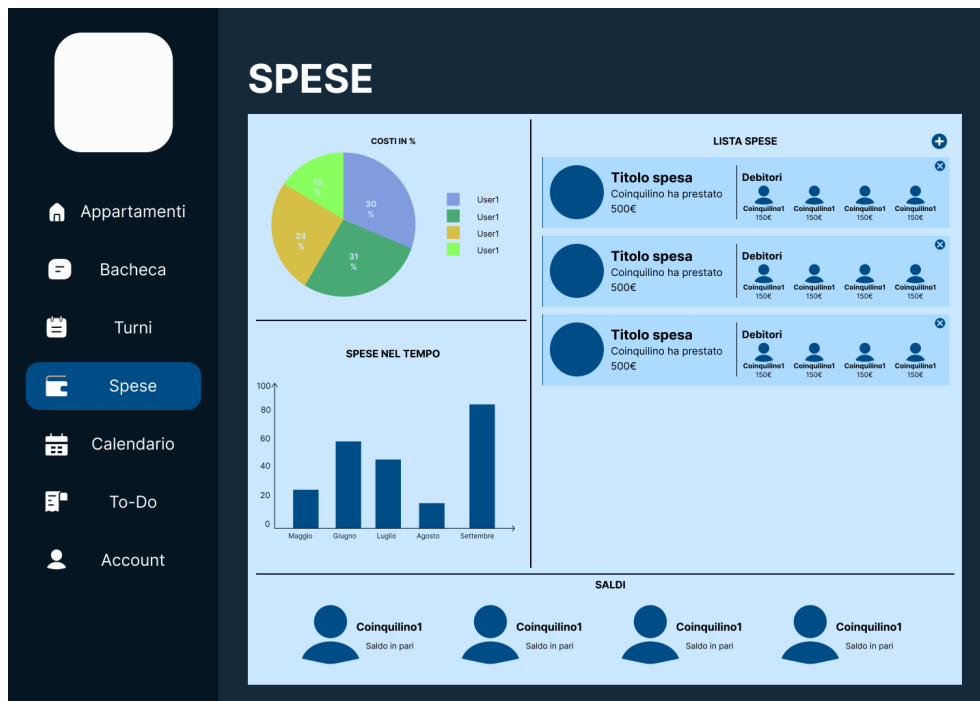 SPESE
Appartamenti
Bacheca
Turni
Spese
Calendario
To-Do
Account
COSTI IN %
15
%
30
%
24
%
31
%
User1
User1
User1
User1
SPESE NEL TEMPO
100
80
60
40
20
0
Maggio Giugno Luglio Agosto Settembre
LISTA SPESE
Titolo spesa
Coinquilino ha prestato
500€
Debitori
Coinquilino1 Coinquilino1 Coinquilino1 Coinquilino1
150€ 150€ 150€ 150€
Titolo spesa
Coinquilino ha prestato
500€
Debitori
Coinquilino1 Coinquilino1 Coinquilino1 Coinquilino1
150€ 150€ 150€ 150€
Titolo spesa
Coinquilino ha prestato
500€
Debitori
Coinquilino1 Coinquilino1 Coinquilino1 Coinquilino1
150€ 150€ 150€ 150€
SALDI
Coinquilino1 Coinquilino1 Coinquilino1 Coinquilino1
Saldo in pari Saldo in pari Saldo in pari Saldo in pari